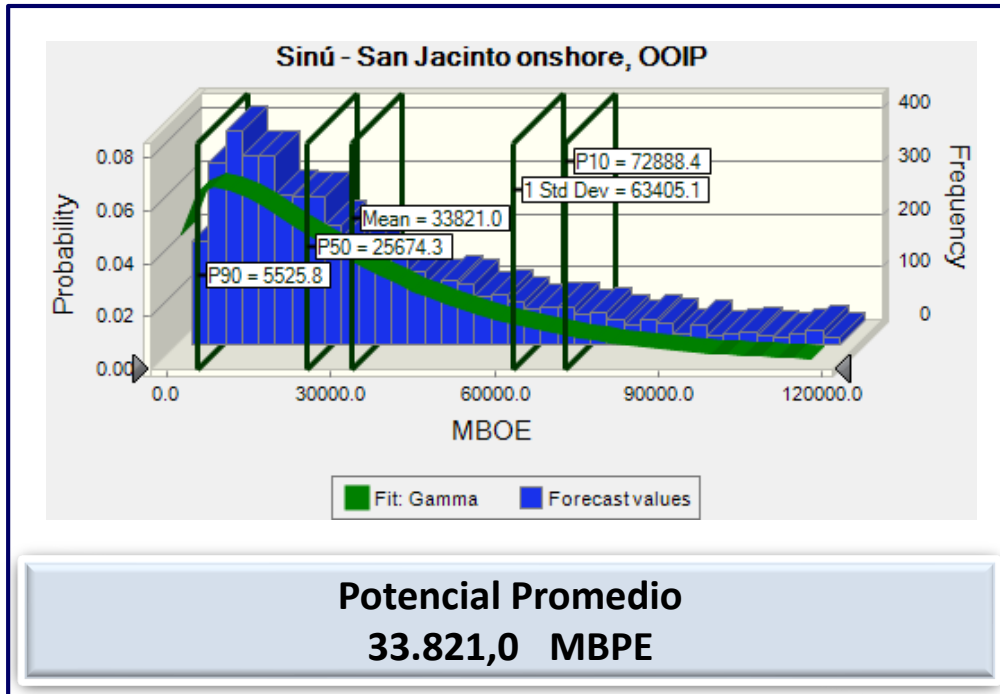 Sinú - San Jacinto onshore, OOIP
Probability
0.08
0.06
0.04
0.02
0.00
400
300
200
100
0
Frequency
P10 = 72888.4
1 Std Dev = 63405.1
Mean = 33821.0
P50 = 25674.3
P90 = 5525.8
0.0 30000.0 60000.0 90000.0 120000.0
MBOE
Fit: Gamma Forecast values
Potencial Promedio
33.821,0 MBPE